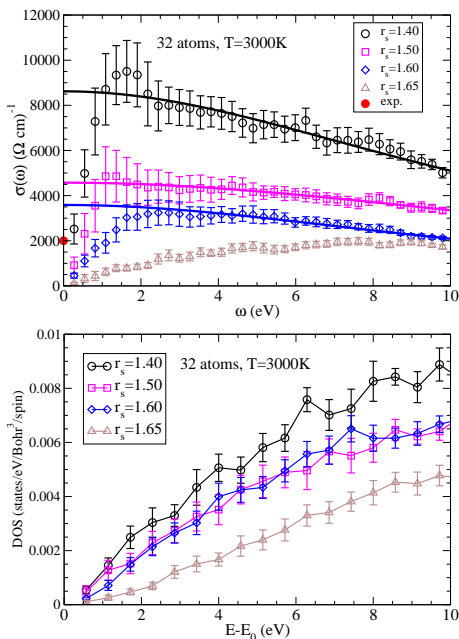 12000
10000
8000
6000
4000
2000
0
σ(ω) (Ω cm)⁻¹
32 atoms, T=3000K
r_s=1.40
r_s=1.50
r_s=1.60
r_s=1.65
exp.
0 2 4 6 8 10
ω (eV)
0.01
0.008
0.006
0.004
0.002
0
DOS (states/eV/Bohr³/spin)
r_s=1.40
r_s=1.50
r_s=1.60
r_s=1.65
32 atoms, T=3000K
0 2 4 6 8 10
E-E₀ (eV)